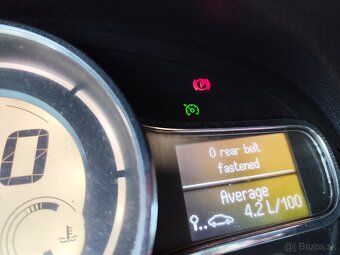 P
0 rear belt
fastened
Average
4.2 L/100
0
bazos.sk